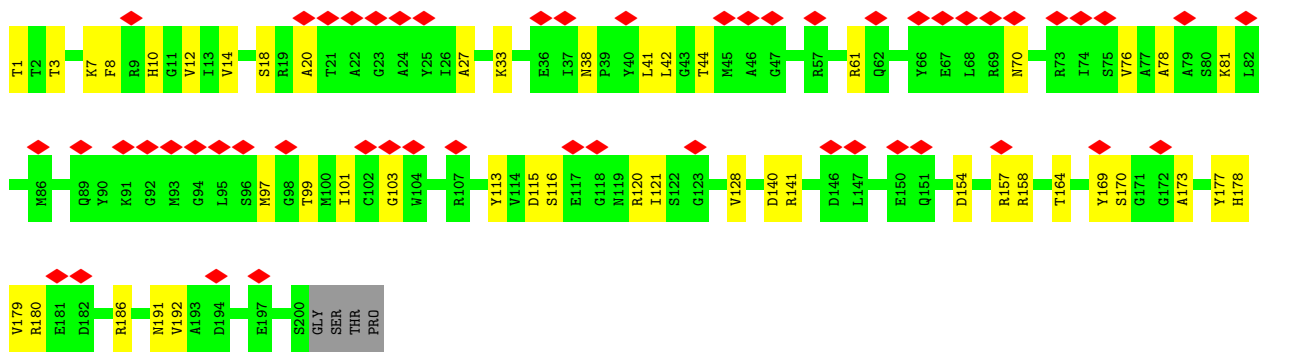 T1 T2 T3 K7 F8 R9 H10 G11 V12 I13 V14 S18 R19 A20 T21 A22 G23 A24 Y25 I26 A27 K33 E36 I37 N38 P39 Y40 L41 L42 G43 T44 M45 A46 G47 R57 R61 Q62 Y66 E67 L68 R69 N70 R73 I74 S75 V76 A77 A78 A79 S80 K81 L82
M86 Q89 Y90 K91 G92 M93 G94 L95 S96 M97 G98 T99 M100 I101 C102 G103 W104 R107 Y113 V114 D115 S116 E117 G118 N119 R120 I121 S122 G123 V128 D140 R141 D146 L147 E150 Q151 D154 R157 R158 T164 Y169 S170 G171 G172 A173 Y177 H178
V179 R180 E181 D182 R186 N191 V192 A193 D194 E197 S200 GLY SER THR PRO